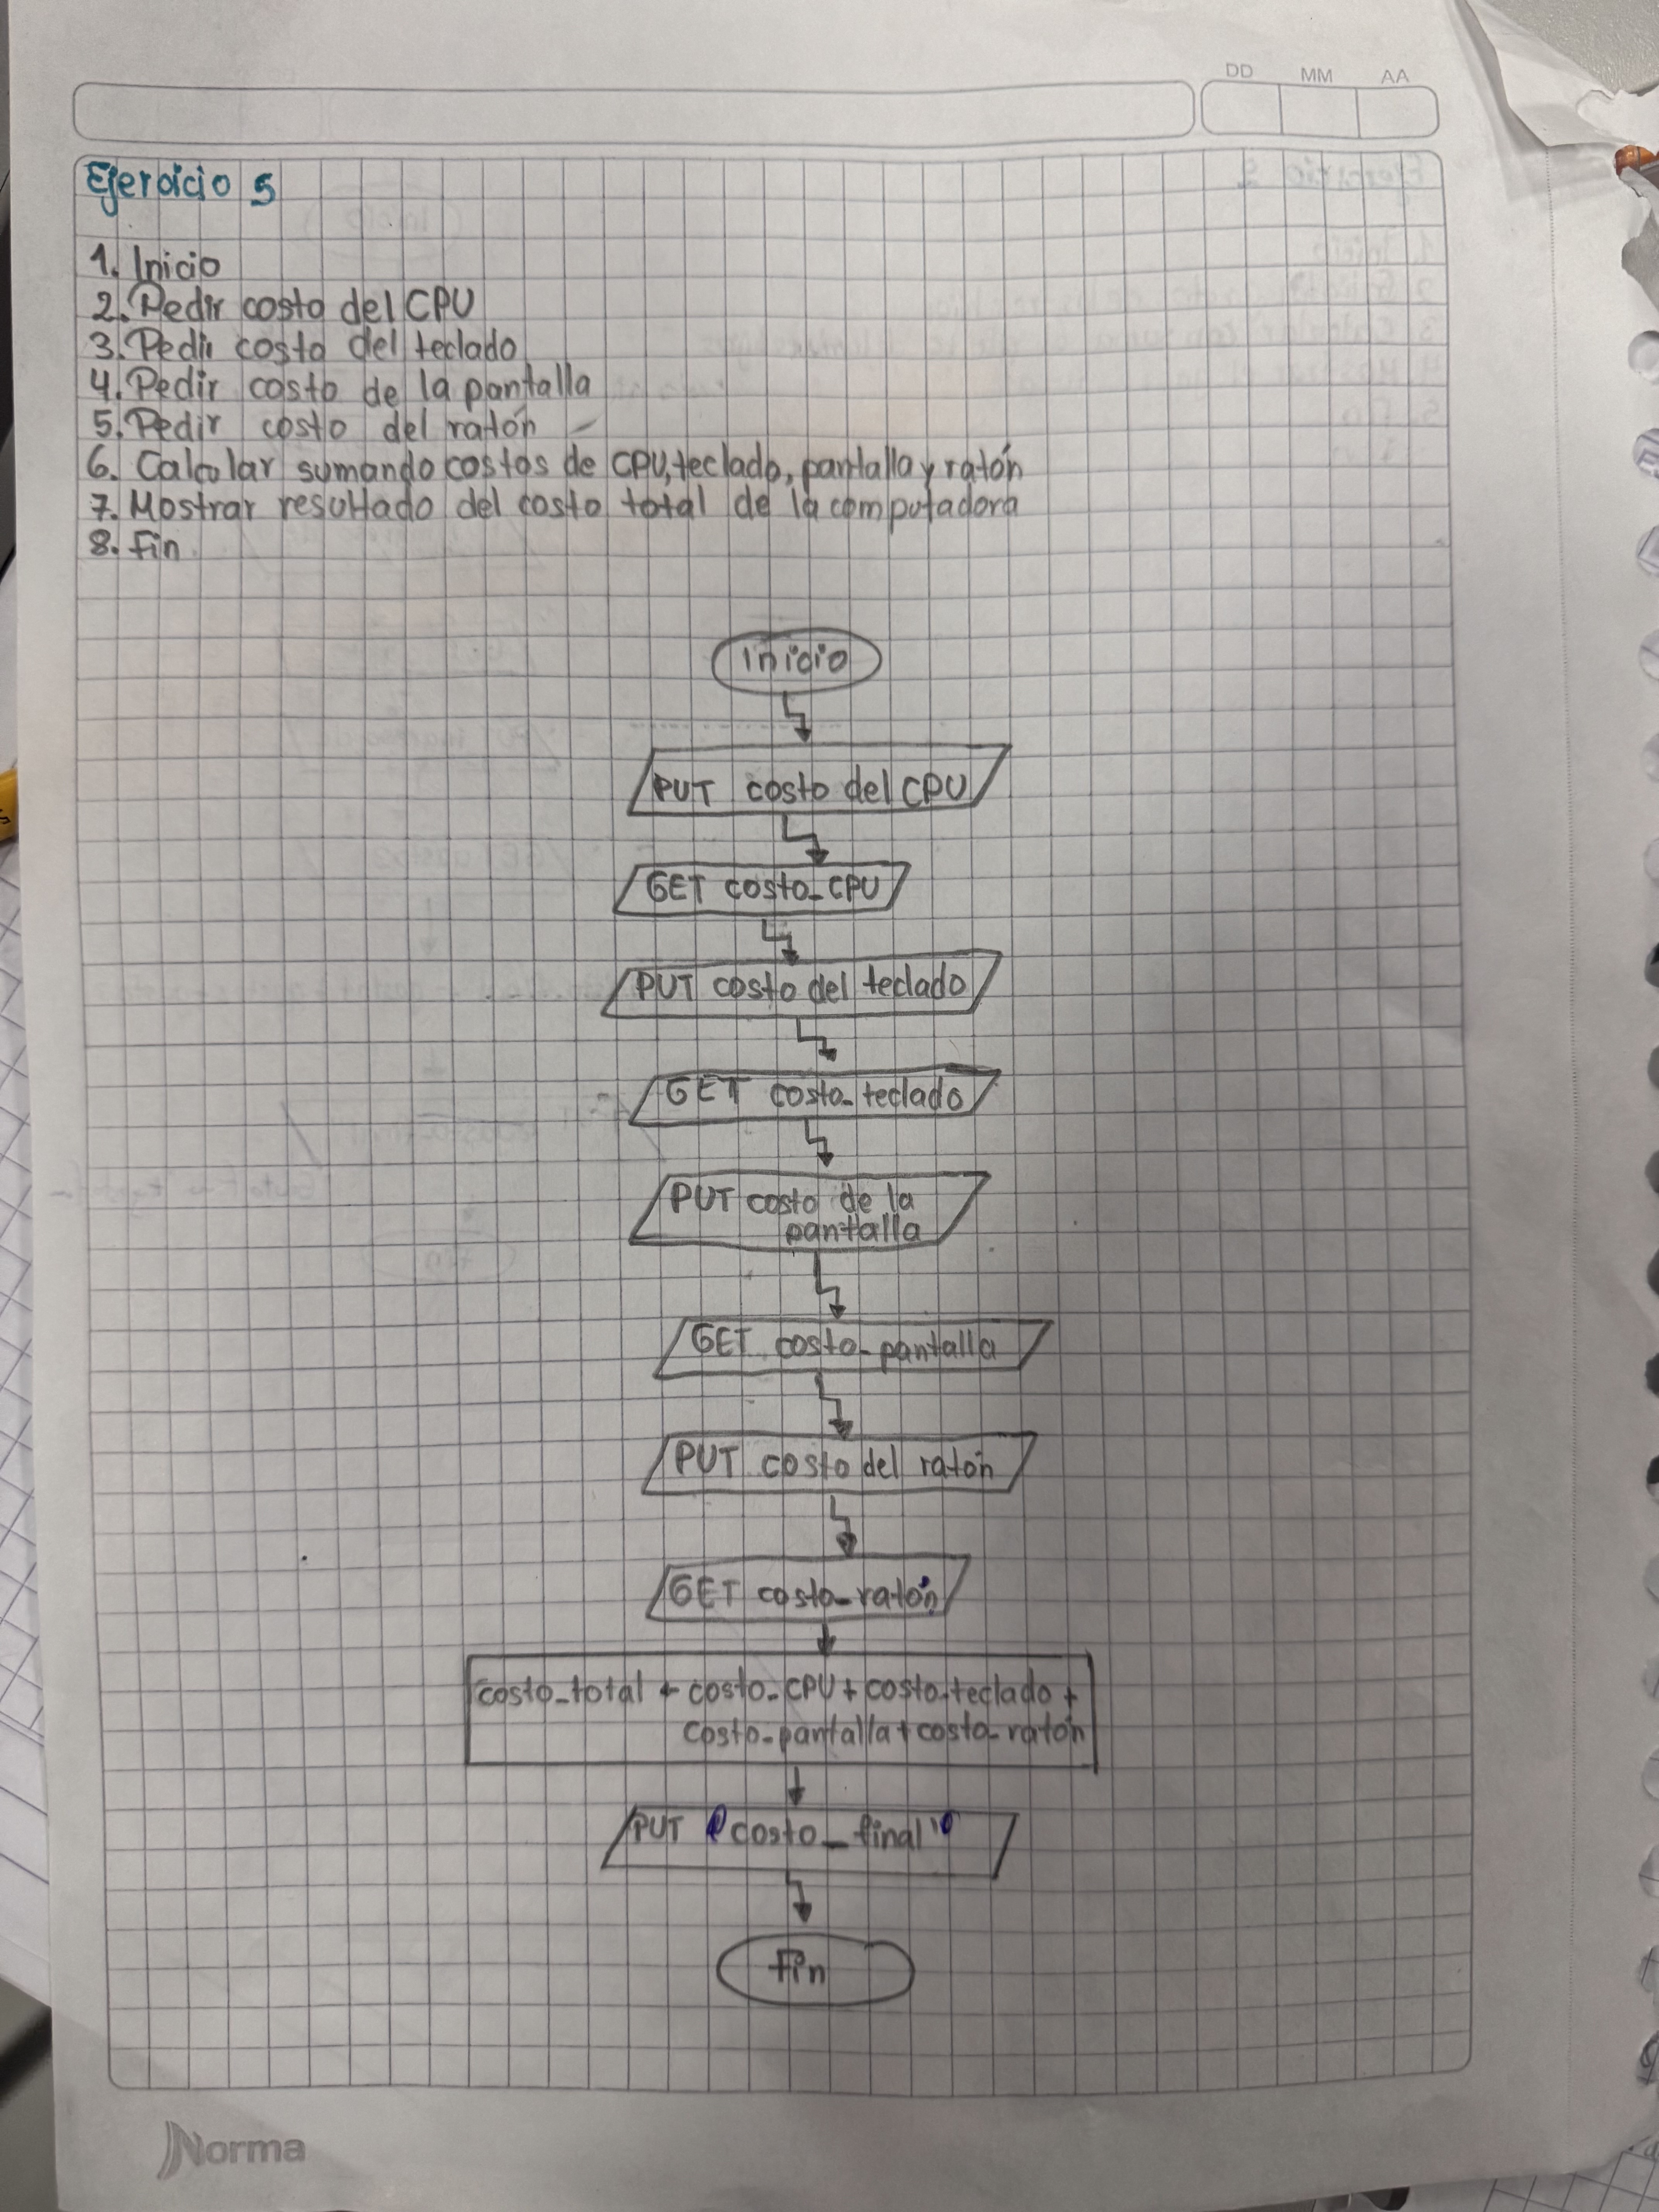 DD MM AA
Ejercicio 5
1. Inicio
2. Pedir costo del CPU
3. Pedir costo del teclado
4. Pedir costo de la pantalla
5. Pedir costo del ratón
6. Calcular sumando costos de CPU, teclado, pantalla y ratón
7. Mostrar resultado del costo total de la computadora
8. Fin
Inicio
PUT costo del CPU
GET costo_CPU
PUT costo del teclado
GET costo_teclado
PUT costo de la
pantalla
GET costo_pantalla
PUT costo del ratón
GET costo_ratón
costo_total ← costo_CPU + costo_teclado +
costo_pantalla + costo_ratón
PUT "costo_final"
Fin
Norma